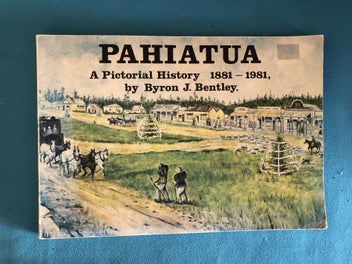 PAHIATUA
A Pictorial History 1881 – 1981,
by Byron J. Bentley.